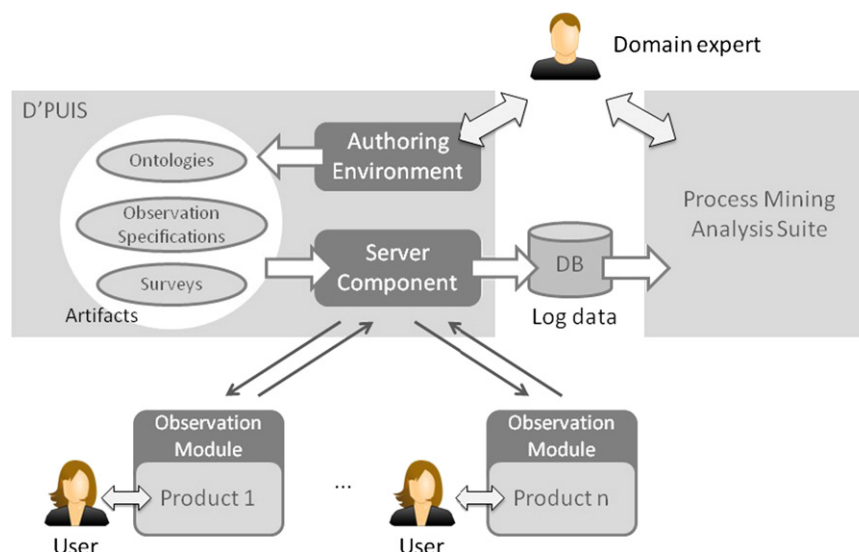 Domain expert
D'PUIS
Ontologies
Observation
Specifications
Surveys
Artifacts
Authoring
Environment
Server
Component
DB
Log data
Process Mining
Analysis Suite
Observation
Module
Product 1
User
...
Observation
Module
Product n
User